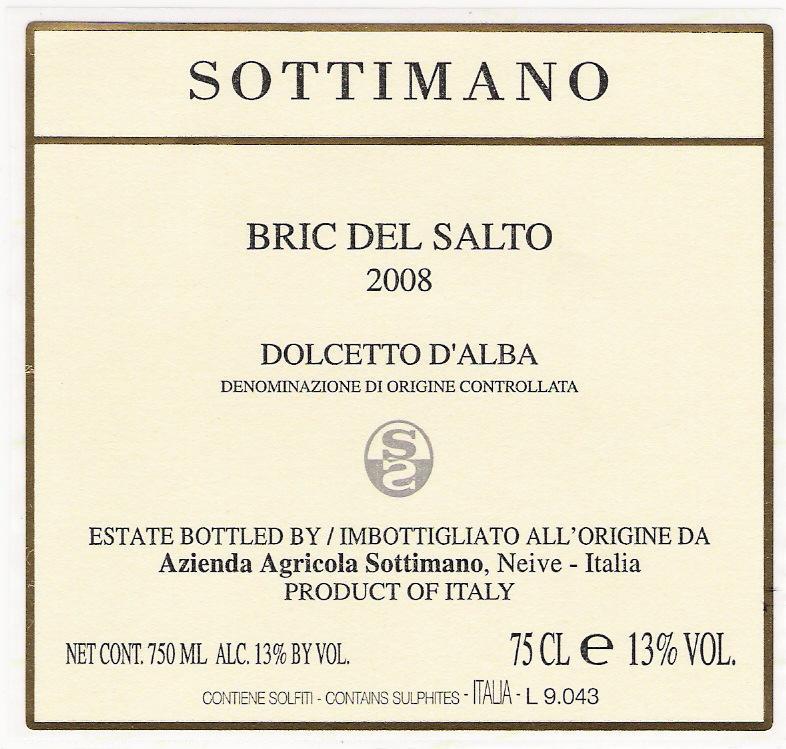 SOTTIMANO
BRIC DEL SALTO
2008
DOLCETTO D'ALBA
DENOMINAZIONE DI ORIGINE CONTROLLATA
SS
ESTATE BOTTLED BY / IMBOTTIGLIATO ALL'ORIGINE DA
Azienda Agricola Sottimano, Neive - Italia
PRODUCT OF ITALY
NET CONT. 750 ML ALC. 13% BY VOL. 75 CL e 13% VOL.
CONTIENE SOLFITI - CONTAINS SULPHITES - ITALIA - L 9.043